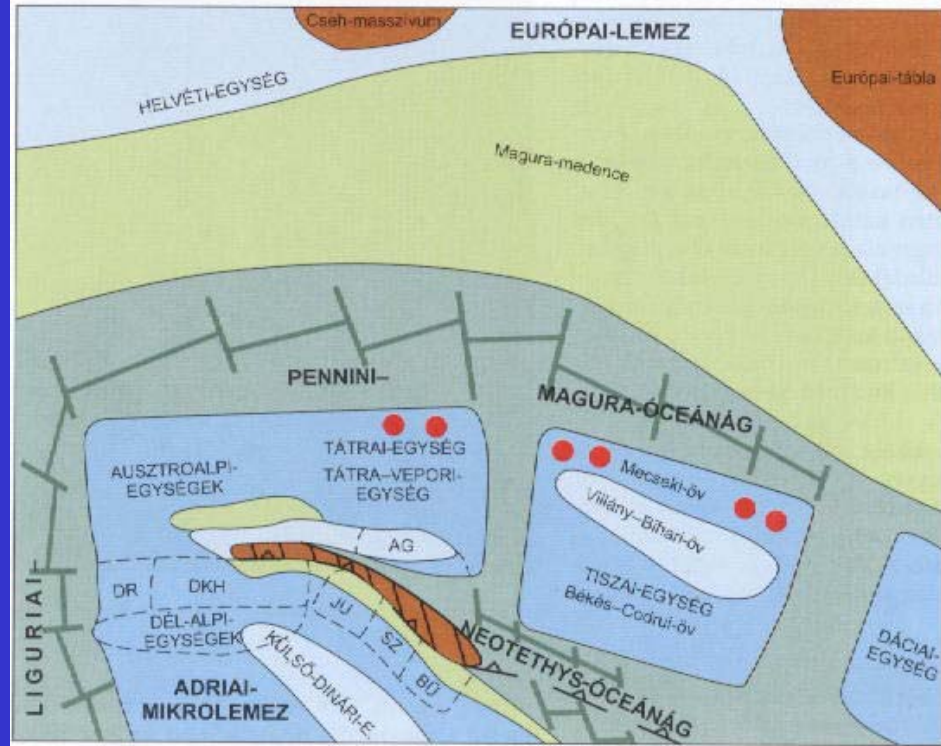 Cseh-masszívum
EURÓPAI-LEMEZ
Európai-tábla
HELVÉTI-EGYSÉG
Magura-medence
PENNINI–
MAGURA-ÓCEÁNÁG
TÁTRAI-EGYSÉG
TÁTRA–VEPORI-
EGYSÉG
AUSZTROALPI-
EGYSÉGEK
Mecseki-öv
Villány–Bihari-öv
AG
TISZAI-EGYSÉG
Békés–Codrui-öv
DR
DKH
JU
SZ
BÜ
DÉL-ALPI-
EGYSÉGEK
KÜLSŐ-DINÁRI-E.
NEOTETHYS-ÓCEÁNÁG
DÁCIAI-
EGYSÉG
LIGURIAI–
ADRIAI-
MIKROLEMEZ